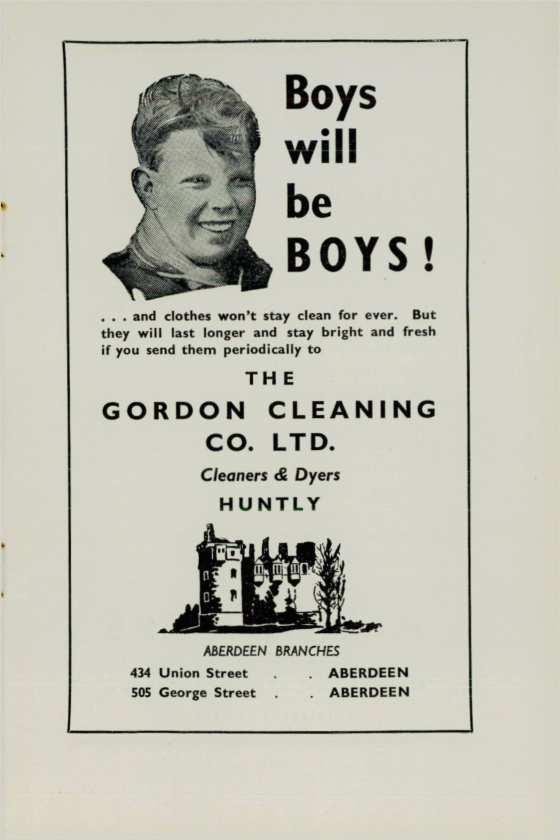 Boys
will
be
BOYS!
. . . and clothes won't stay clean for ever. But
they will last longer and stay bright and fresh
if you send them periodically to
THE
GORDON CLEANING
CO. LTD.
Cleaners & Dyers
HUNTLY
ABERDEEN BRANCHES
434 Union Street . . ABERDEEN
505 George Street . . ABERDEEN